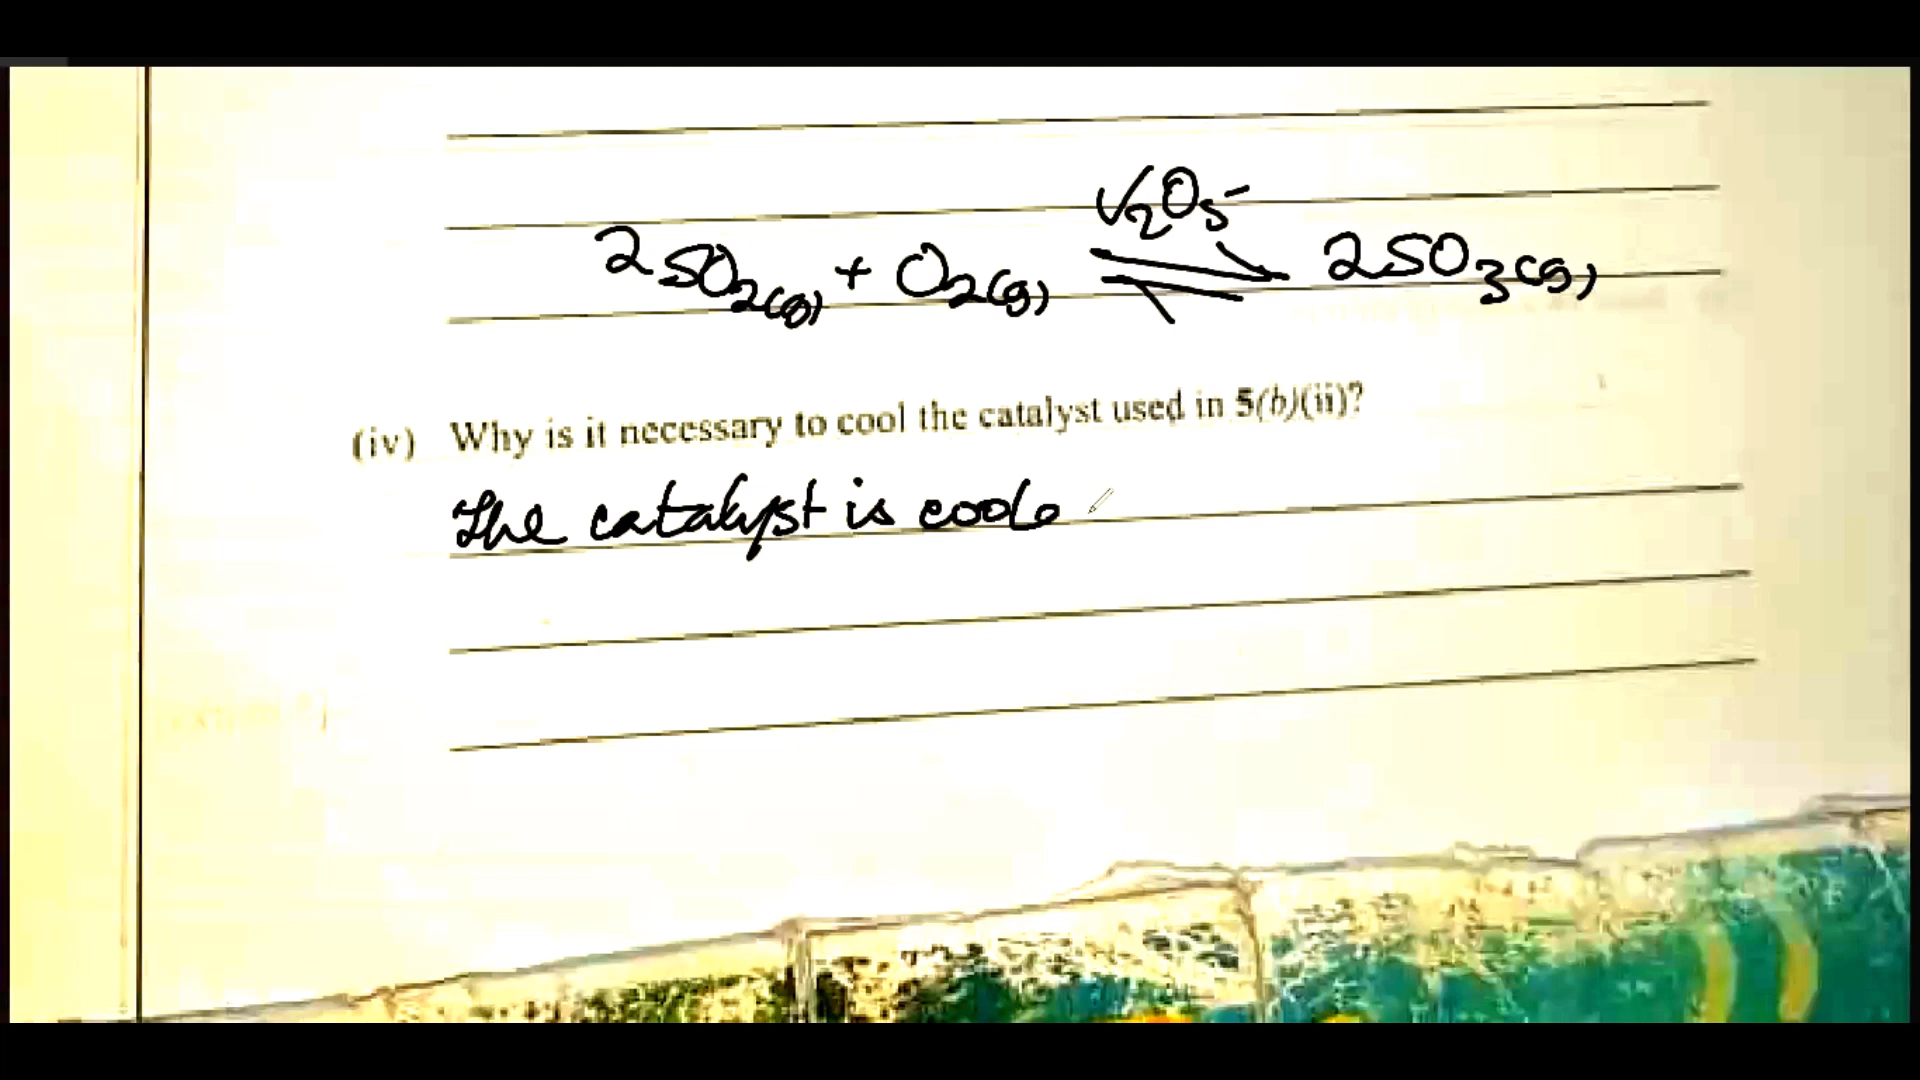 V₂O₅
2SO₂(g) + O₂(g) ⇌ 2SO₃(g)
(iv) Why is it necessary to cool the catalyst used in 5(b)(ii)?
The catalyst is coole